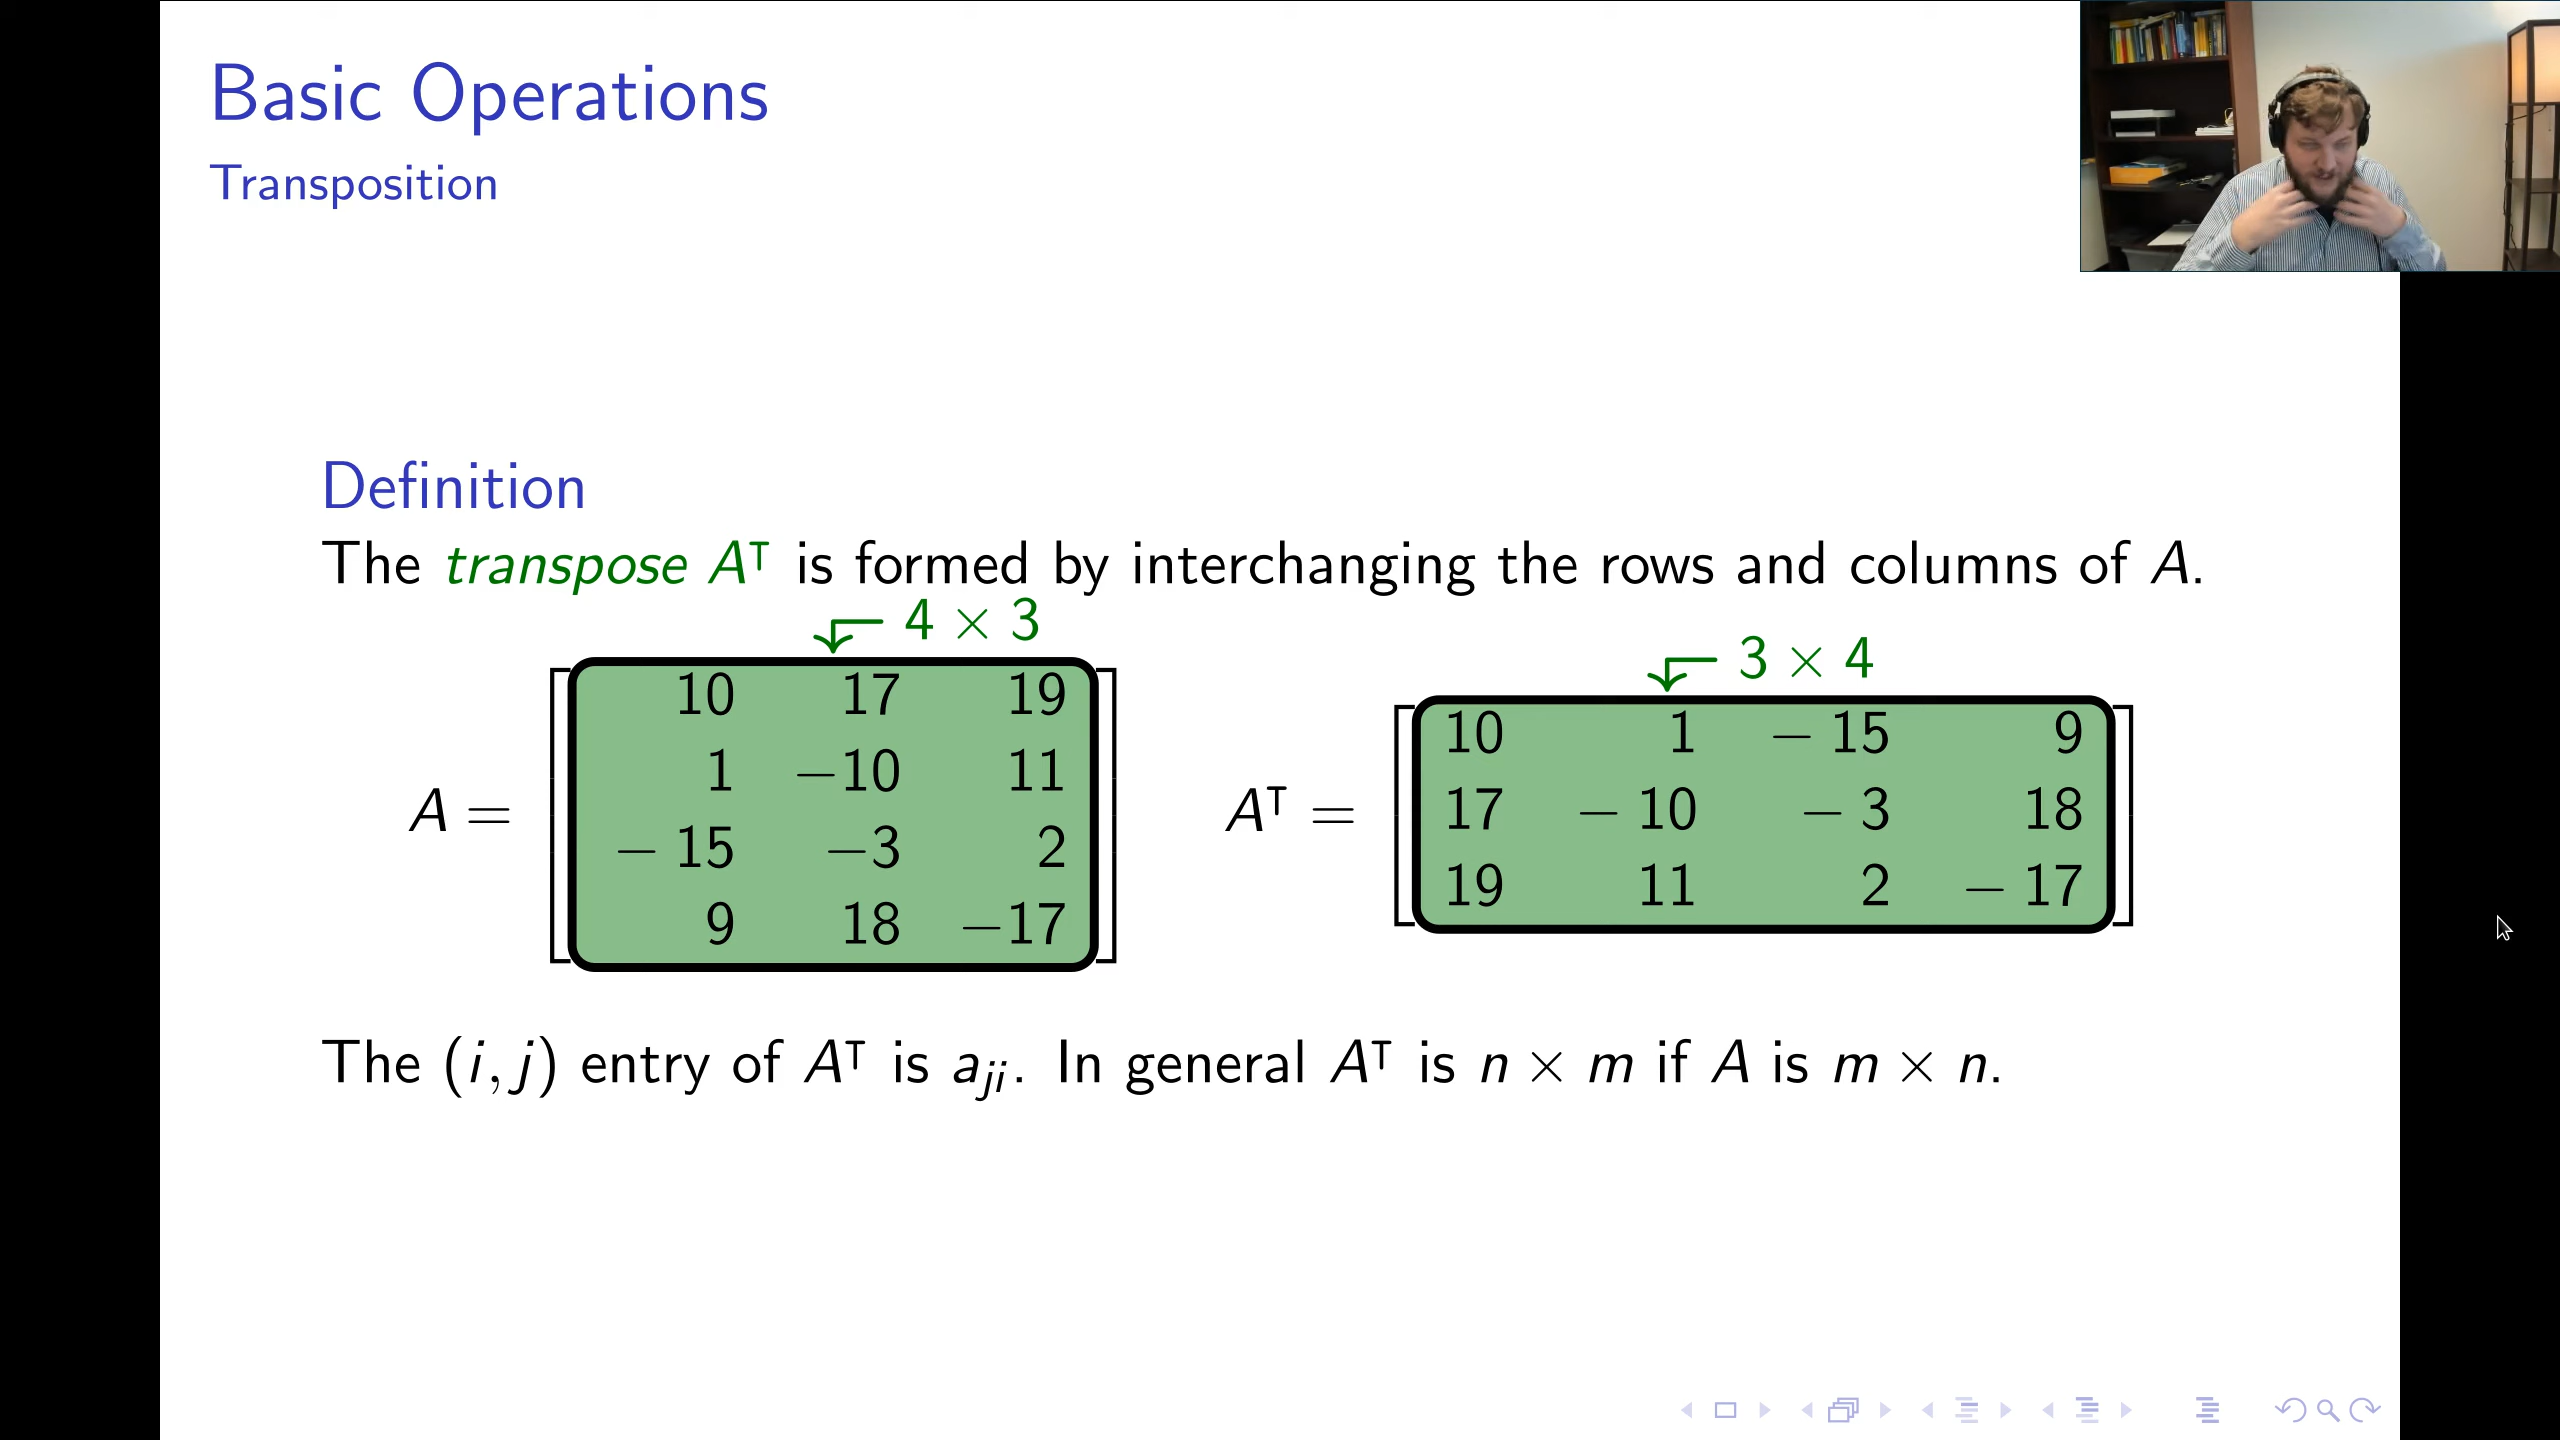 Basic Operations
Transposition
Definition
The transpose Aᵀ is formed by interchanging the rows and columns of A.
4 × 3
3 × 4
A = [ 10 17 19
1 −10 11
− 15 −3 2
9 18 −17 ]
Aᵀ = [ 10 1 − 15 9
17 − 10 − 3 18
19 11 2 − 17 ]
The (i, j) entry of Aᵀ is aⱼᵢ. In general Aᵀ is n × m if A is m × n.